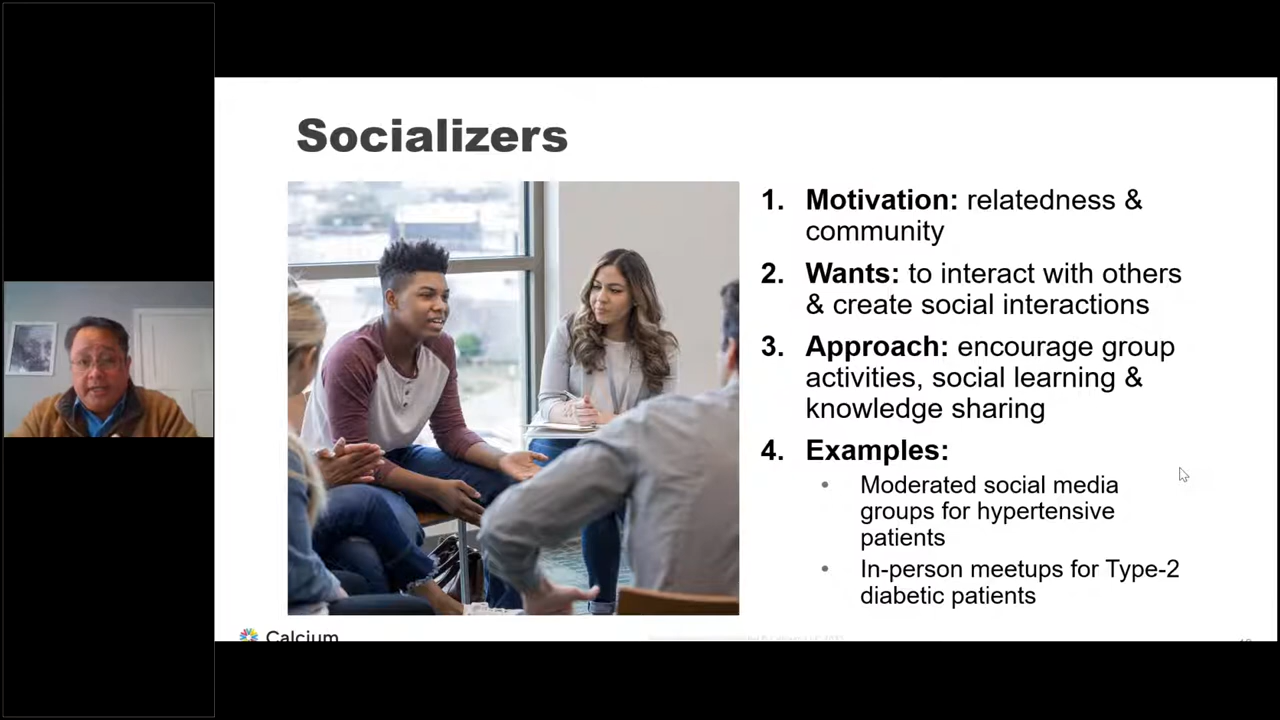 Socializers
1. Motivation: relatedness &
community
2. Wants: to interact with others
& create social interactions
3. Approach: encourage group
activities, social learning &
knowledge sharing
4. Examples:
• Moderated social media
groups for hypertensive
patients
• In-person meetups for Type-2
diabetic patients
Calcium